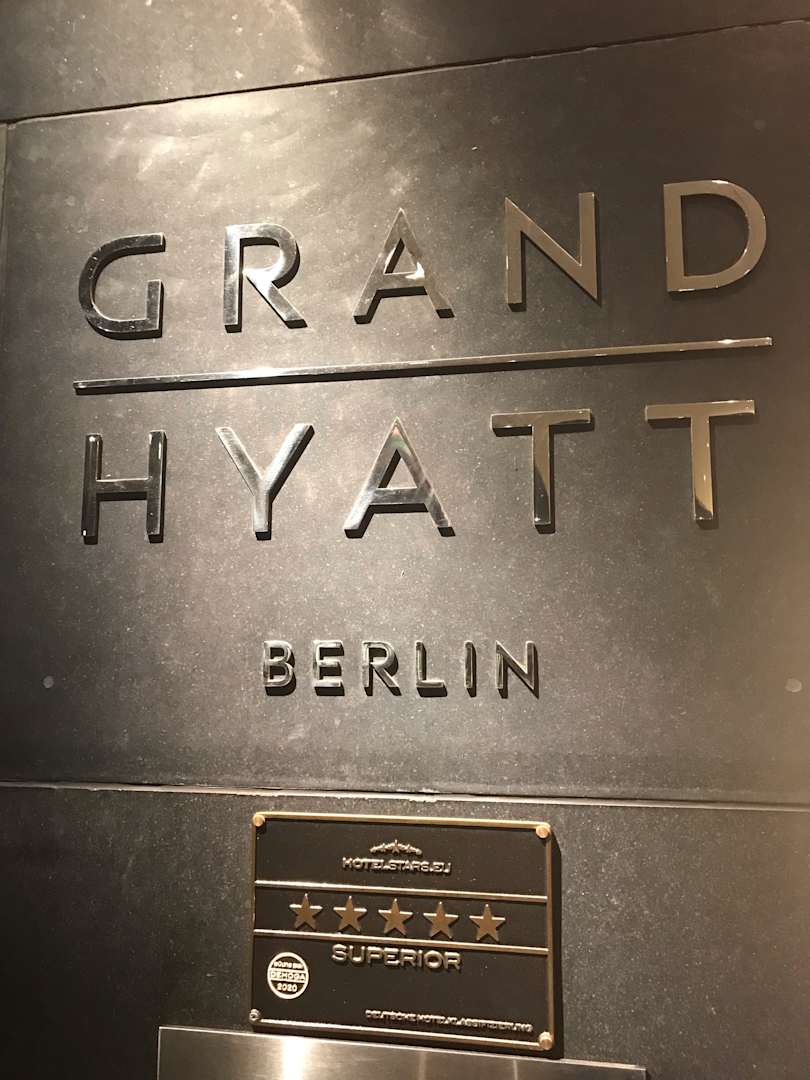 GRAND
HYATT
BERLIN
HOTELSTARS.EU
SUPERIOR
DEHOGA
2020
DEUTSCHE HOTELKLASSIFIZIERUNG